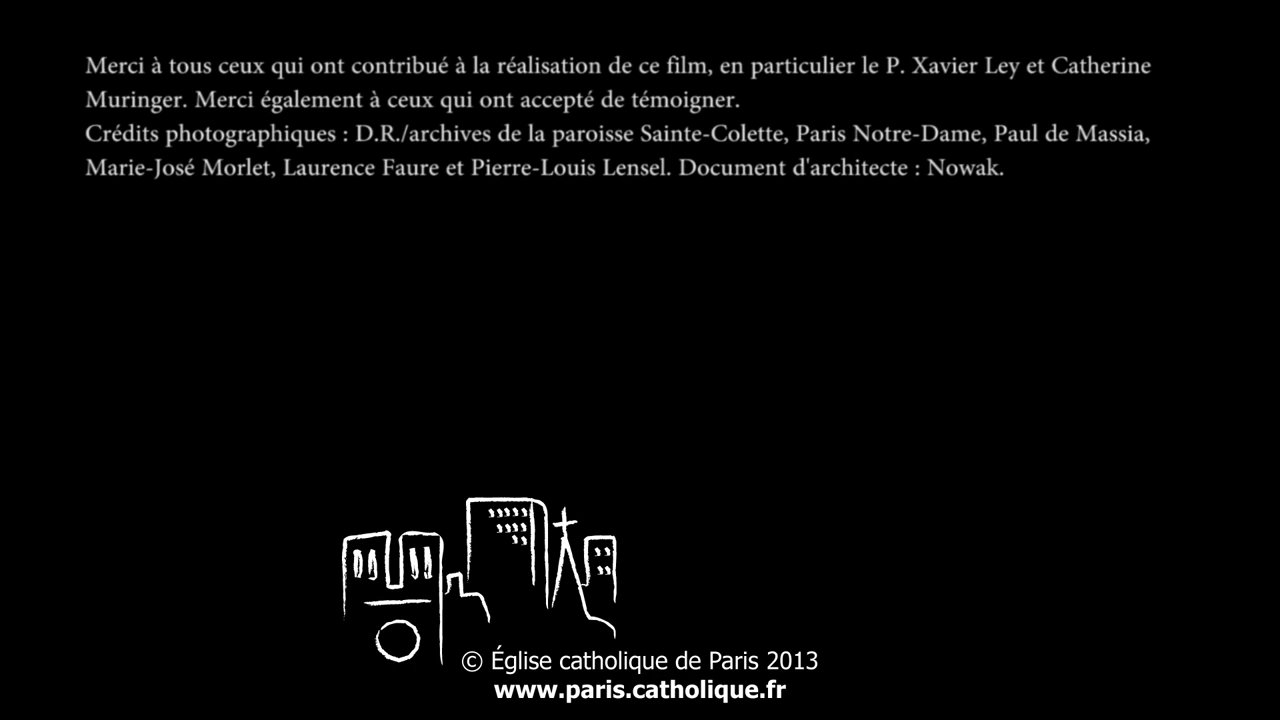 Merci à tous ceux qui ont contribué à la réalisation de ce film, en particulier le P. Xavier Ley et Catherine
Muringer. Merci également à ceux qui ont accepté de témoigner.
Crédits photographiques : D.R./archives de la paroisse Sainte-Colette, Paris Notre-Dame, Paul de Massia,
Marie-José Morlet, Laurence Faure et Pierre-Louis Lensel. Document d'architecte : Nowak.
© Église catholique de Paris 2013
www.paris.catholique.fr